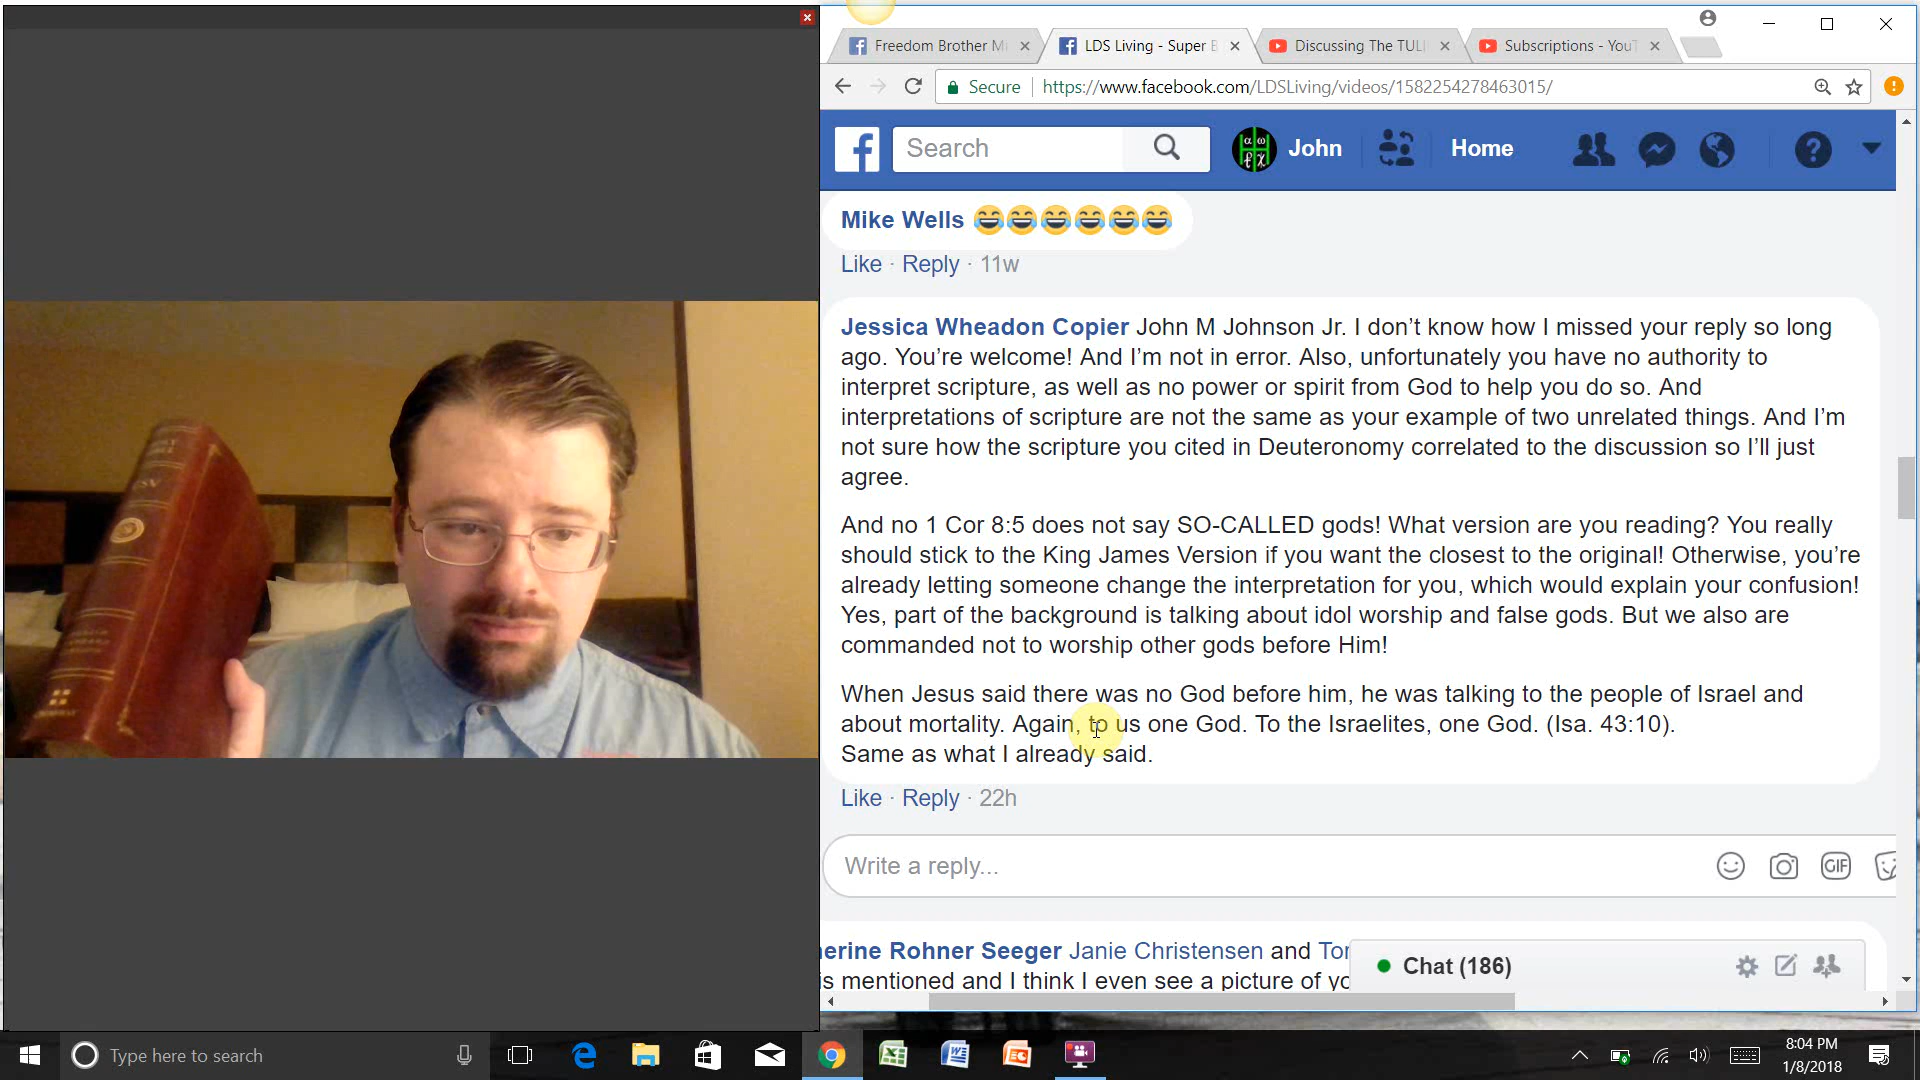 Freedom Brother M
LDS Living - Super B
Discussing The TULI
Subscriptions - YouT
Secure
https://www.facebook.com/LDSLiving/videos/1582254278463015/
Search
John
Home
Mike Wells 😂😂😂😂😂😂
Like · Reply · 11w
Jessica Wheadon Copier John M Johnson Jr. I don’t know how I missed your reply so long
ago. You’re welcome! And I’m not in error. Also, unfortunately you have no authority to
interpret scripture, as well as no power or spirit from God to help you do so. And
interpretations of scripture are not the same as your example of two unrelated things. And I’m
not sure how the scripture you cited in Deuteronomy correlated to the discussion so I’ll just
agree.
And no 1 Cor 8:5 does not say SO-CALLED gods! What version are you reading? You really
should stick to the King James Version if you want the closest to the original! Otherwise, you’re
already letting someone change the interpretation for you, which would explain your confusion!
Yes, part of the background is talking about idol worship and false gods. But we also are
commanded not to worship other gods before Him!
When Jesus said there was no God before him, he was talking to the people of Israel and
about mortality. Again, to us one God. To the Israelites, one God. (Isa. 43:10).
Same as what I already said.
Like · Reply · 22h
Write a reply...
GIF
erine Rohner Seeger Janie Christensen and Tor
is mentioned and I think I even see a picture of yo
Chat (186)
Type here to search
8:04 PM
1/8/2018